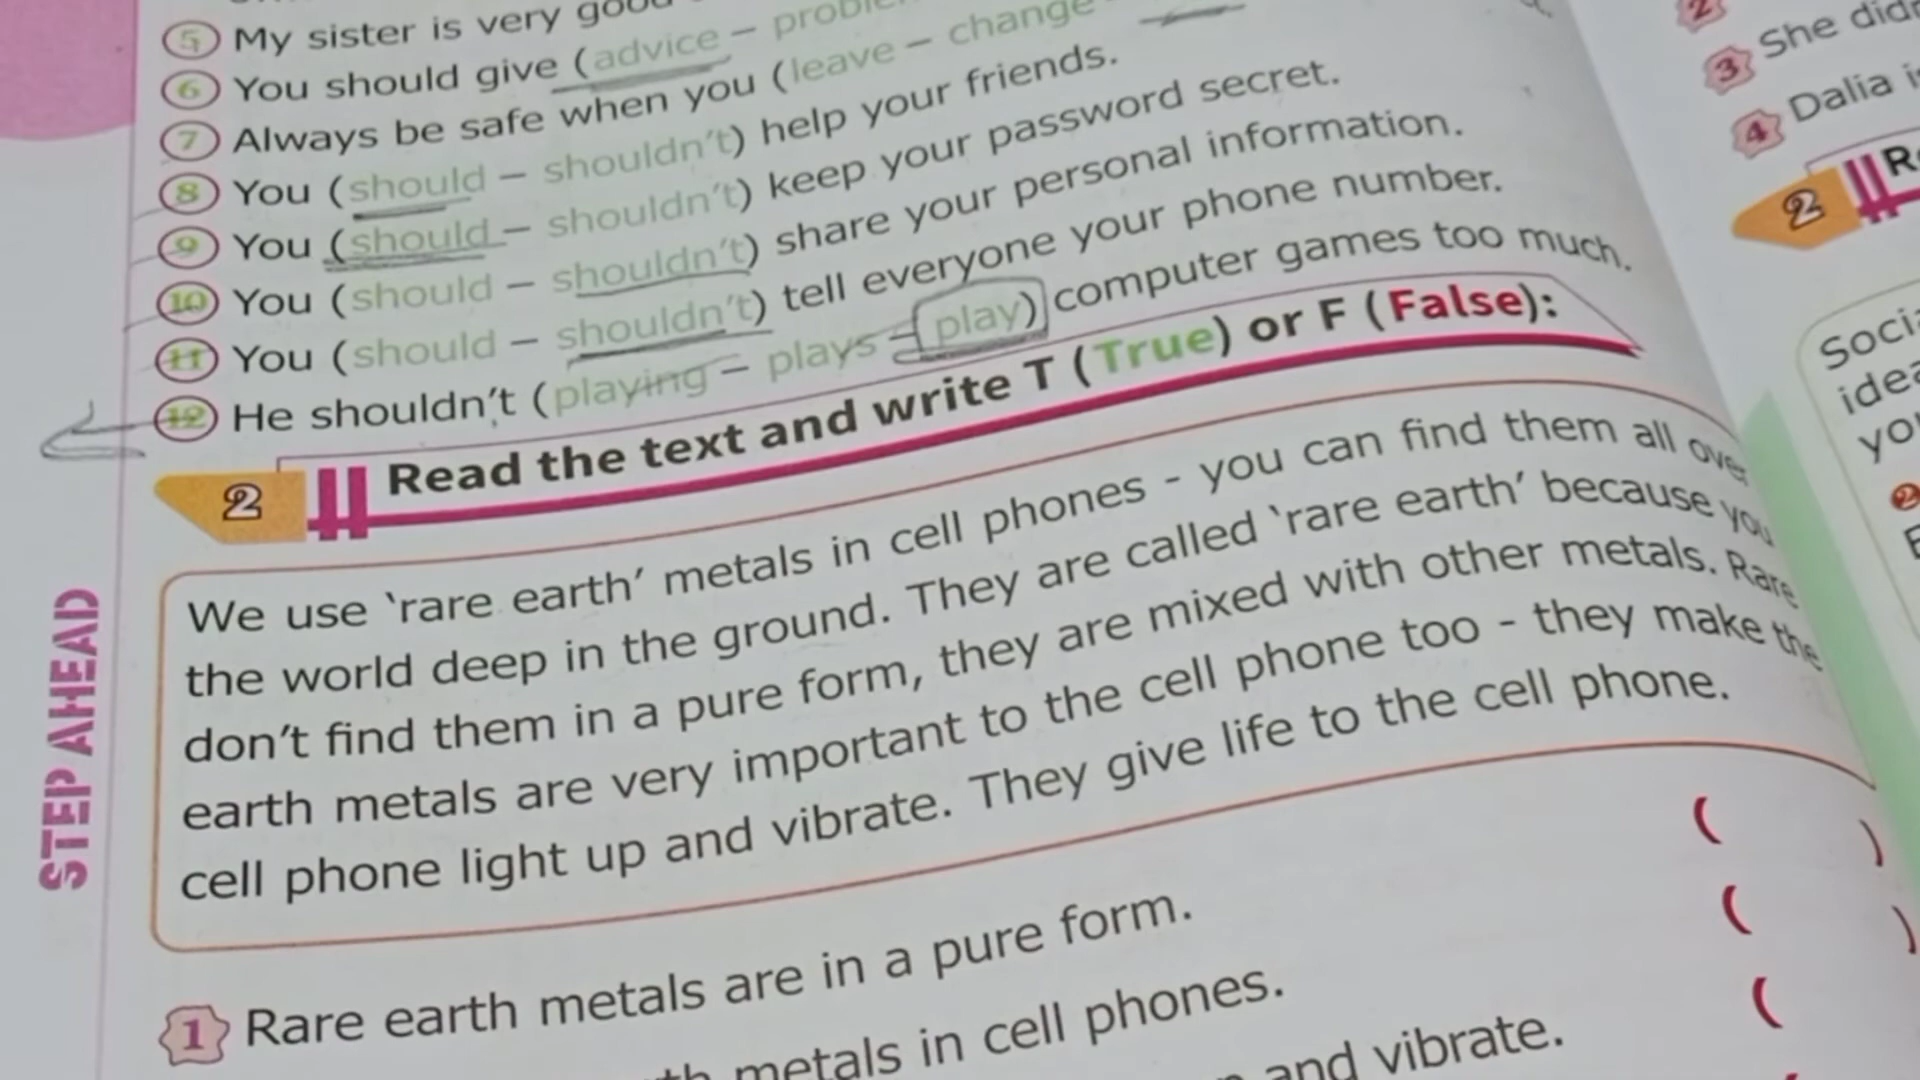 5 My sister is very good
6 You should give (advice –
7 Always be safe when you (leave – change
8 You (should – shouldn't) help your friends.
9 You (should – shouldn't) keep your password secret.
10 You (should – shouldn't) share your personal information.
11 You (should – shouldn't) tell everyone your phone number.
12 He shouldn't (playing – plays – play) computer games too much.
2 Read the text and write T (True) or F (False):
We use 'rare earth' metals in cell phones - you can find them all over
the world deep in the ground. They are called 'rare earth' because you
don't find them in a pure form, they are mixed with other metals. Rare
earth metals are very important to the cell phone too - they make the
cell phone light up and vibrate. They give life to the cell phone.
1 Rare earth metals are in a pure form. ( )
metals in cell phones. ( )
and vibrate. (
STEP AHEAD
2
3 She
4 Dalia
2
2